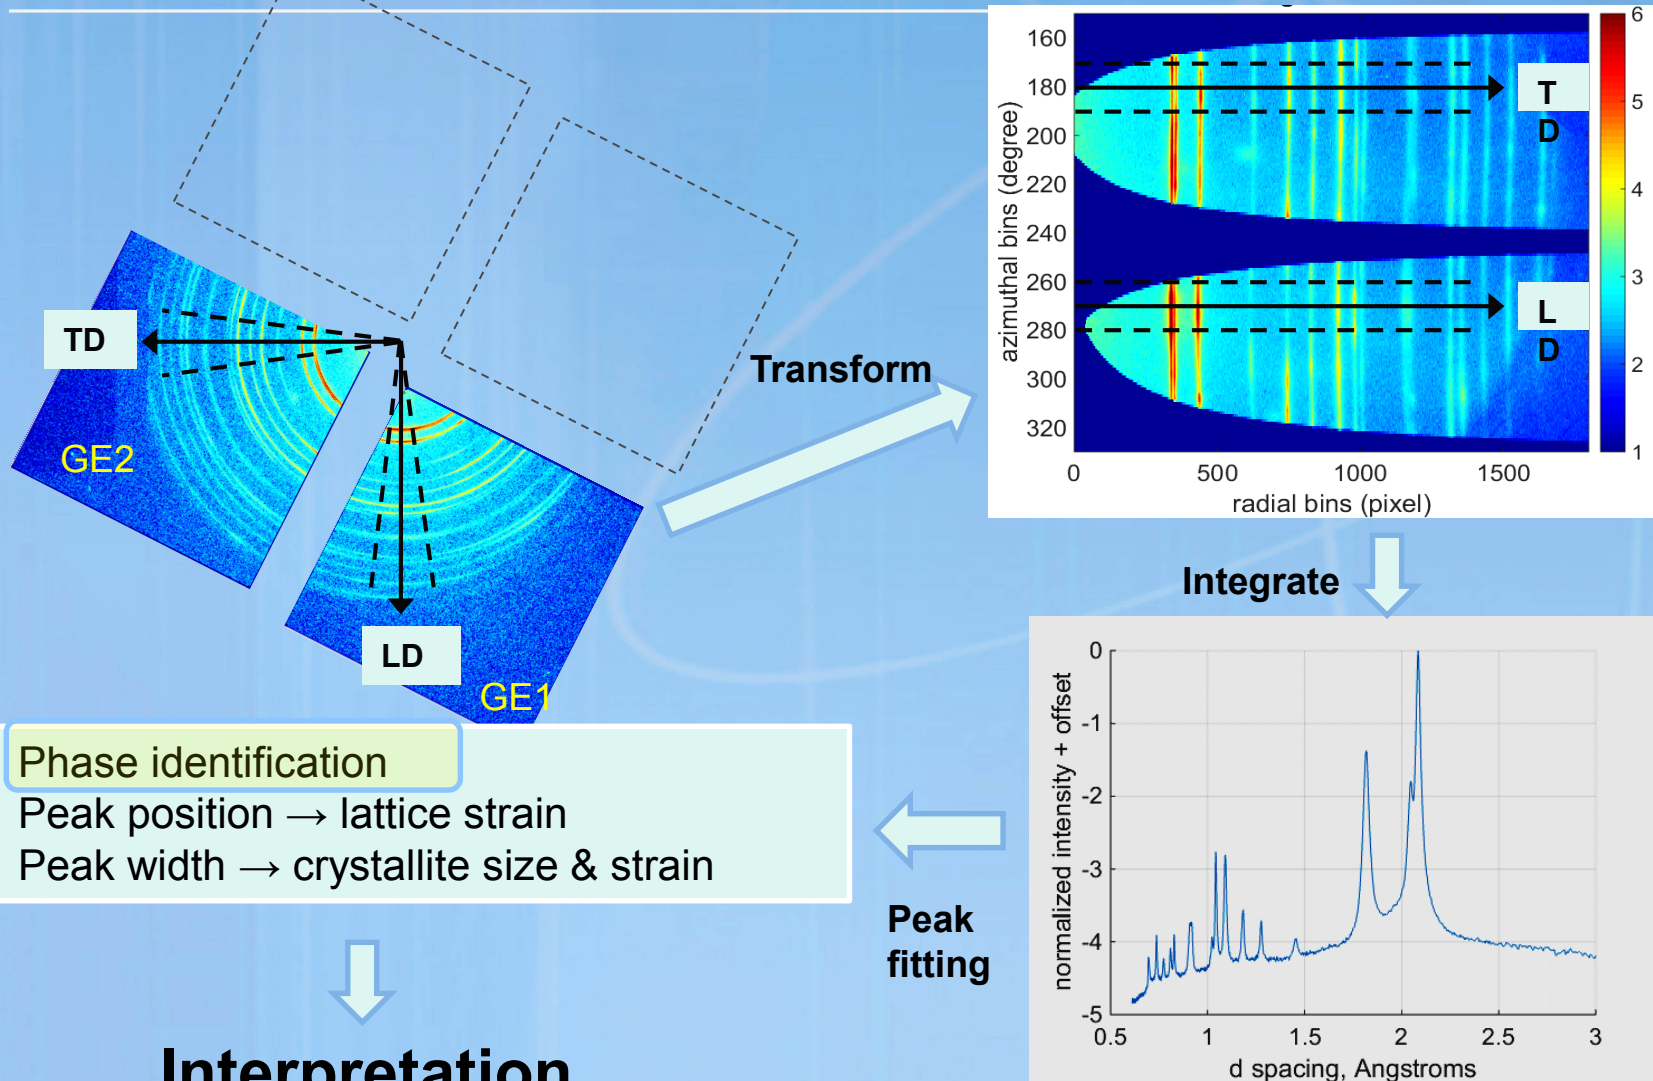 TD
GE2
LD
GE1
Transform
160
180
200
220
240
260
280
300
320
azimuthal bins (degree)
0
500
1000
1500
radial bins (pixel)
T
D
L
D
6
5
4
3
2
1
Integrate
0
-1
-2
-3
-4
-5
normalized intensity + offset
0.5
1
1.5
2
2.5
3
d spacing, Angstroms
Peak
fitting
Phase identification
Peak position → lattice strain
Peak width → crystallite size & strain
Interpretation